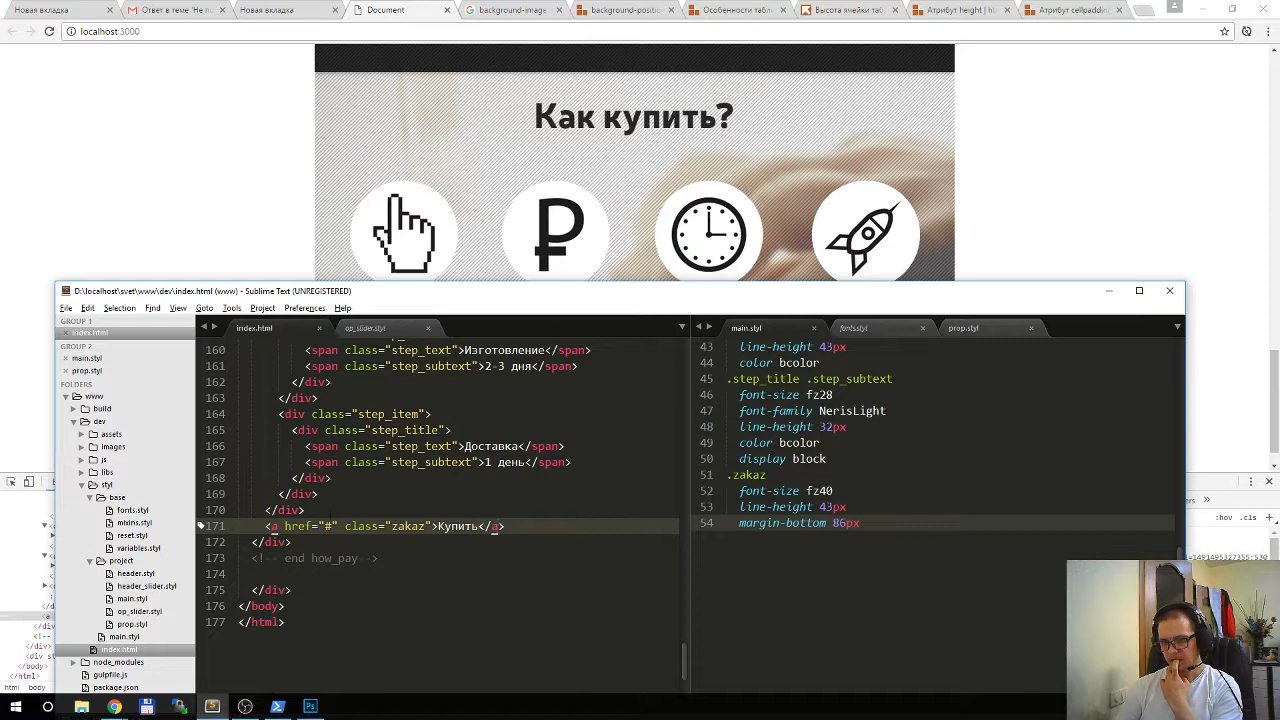 Новая вкладка
Ответ в теме 'Не п
Новая вкладка
Document
background-image
background-positio
Особенности табли
Высота ячейки таб
Атрибут height | ht
Атрибут cellpadding
localhost:3000
Как купить?
D:\localhost\svet\www\dev\index.html (www) - Sublime Text (UNREGISTERED)
File Edit Selection Find View Goto Tools Project Preferences Help
GROUP 1
index.html
GROUP 2
main.styl
prop.styl
FOLDERS
www
build
dev
assets
images
js
libs
styl
base
fonts.styl
mixins.styl
reset.styl
variables.styl
project
header.styl
header_slider.styl
main.styl
op_slider.styl
prop.styl
main.styl
index.html
node_modules
gulpfile.js
package.json
index.html
op_slider.styl
160 <span class="step_text">Изготовление</span>
161 <span class="step_subtext">2-3 дня</span>
162 </div>
163 </div>
164 <div class="step_item">
165 <div class="step_title">
166 <span class="step_text">Доставка</span>
167 <span class="step_subtext">1 день</span>
168 </div>
169 </div>
170 </div>
171 <a href="#" class="zakaz">Купить</a>
172 </div>
173 <!-- end how_pay-->
174
175 </div>
176 </body>
177 </html>
main.styl
fonts.styl
prop.styl
43 line-height 43px
44 color bcolor
45 .step_title .step_subtext
46 font-size fz28
47 font-family NerisLight
48 line-height 32px
49 color bcolor
50 display block
51 .zakaz
52 font-size fz40
53 line-height 43px
54 margin-bottom 86px
:hov .cls
html body